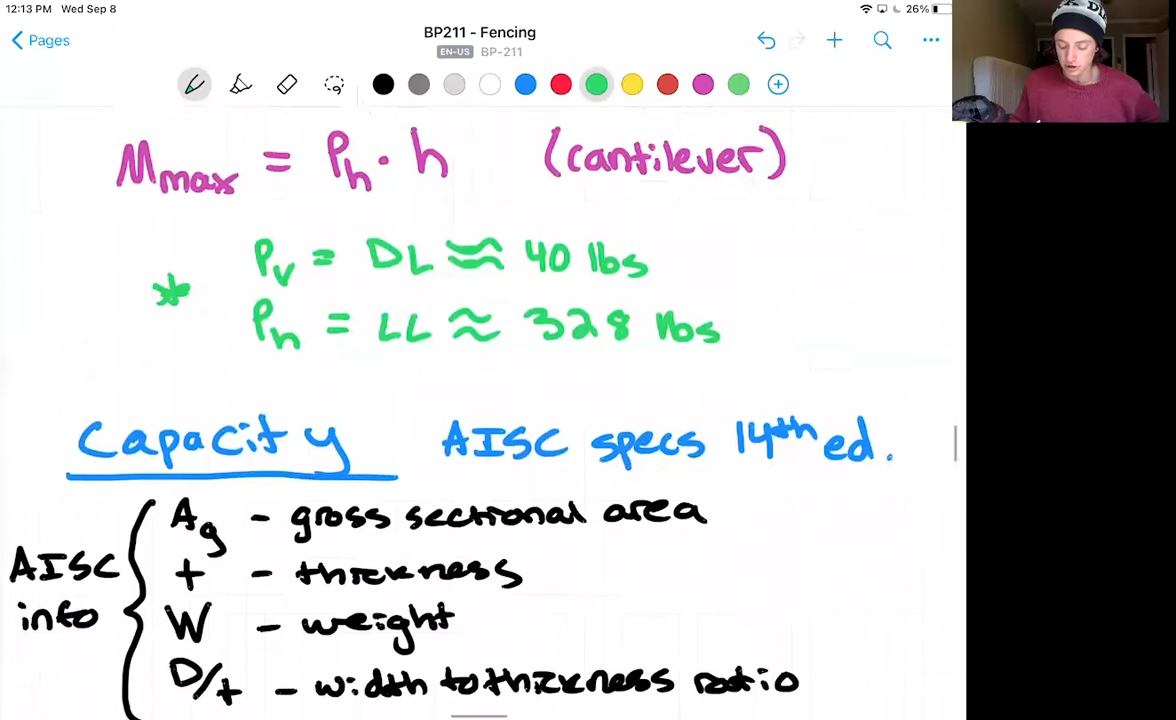 12:13 PM Wed Sep 8
26%
Pages
BP211 - Fencing
EN-US BP-211
Mmax = Ph · h (cantilever)
* Pv = DL ≈ 40 lbs
Ph = LL ≈ 328 lbs
Capacity AISC specs 14th ed.
AISC info
Ag - gross sectional area
t - thickness
W - weight
D/t - width to thickness ratio